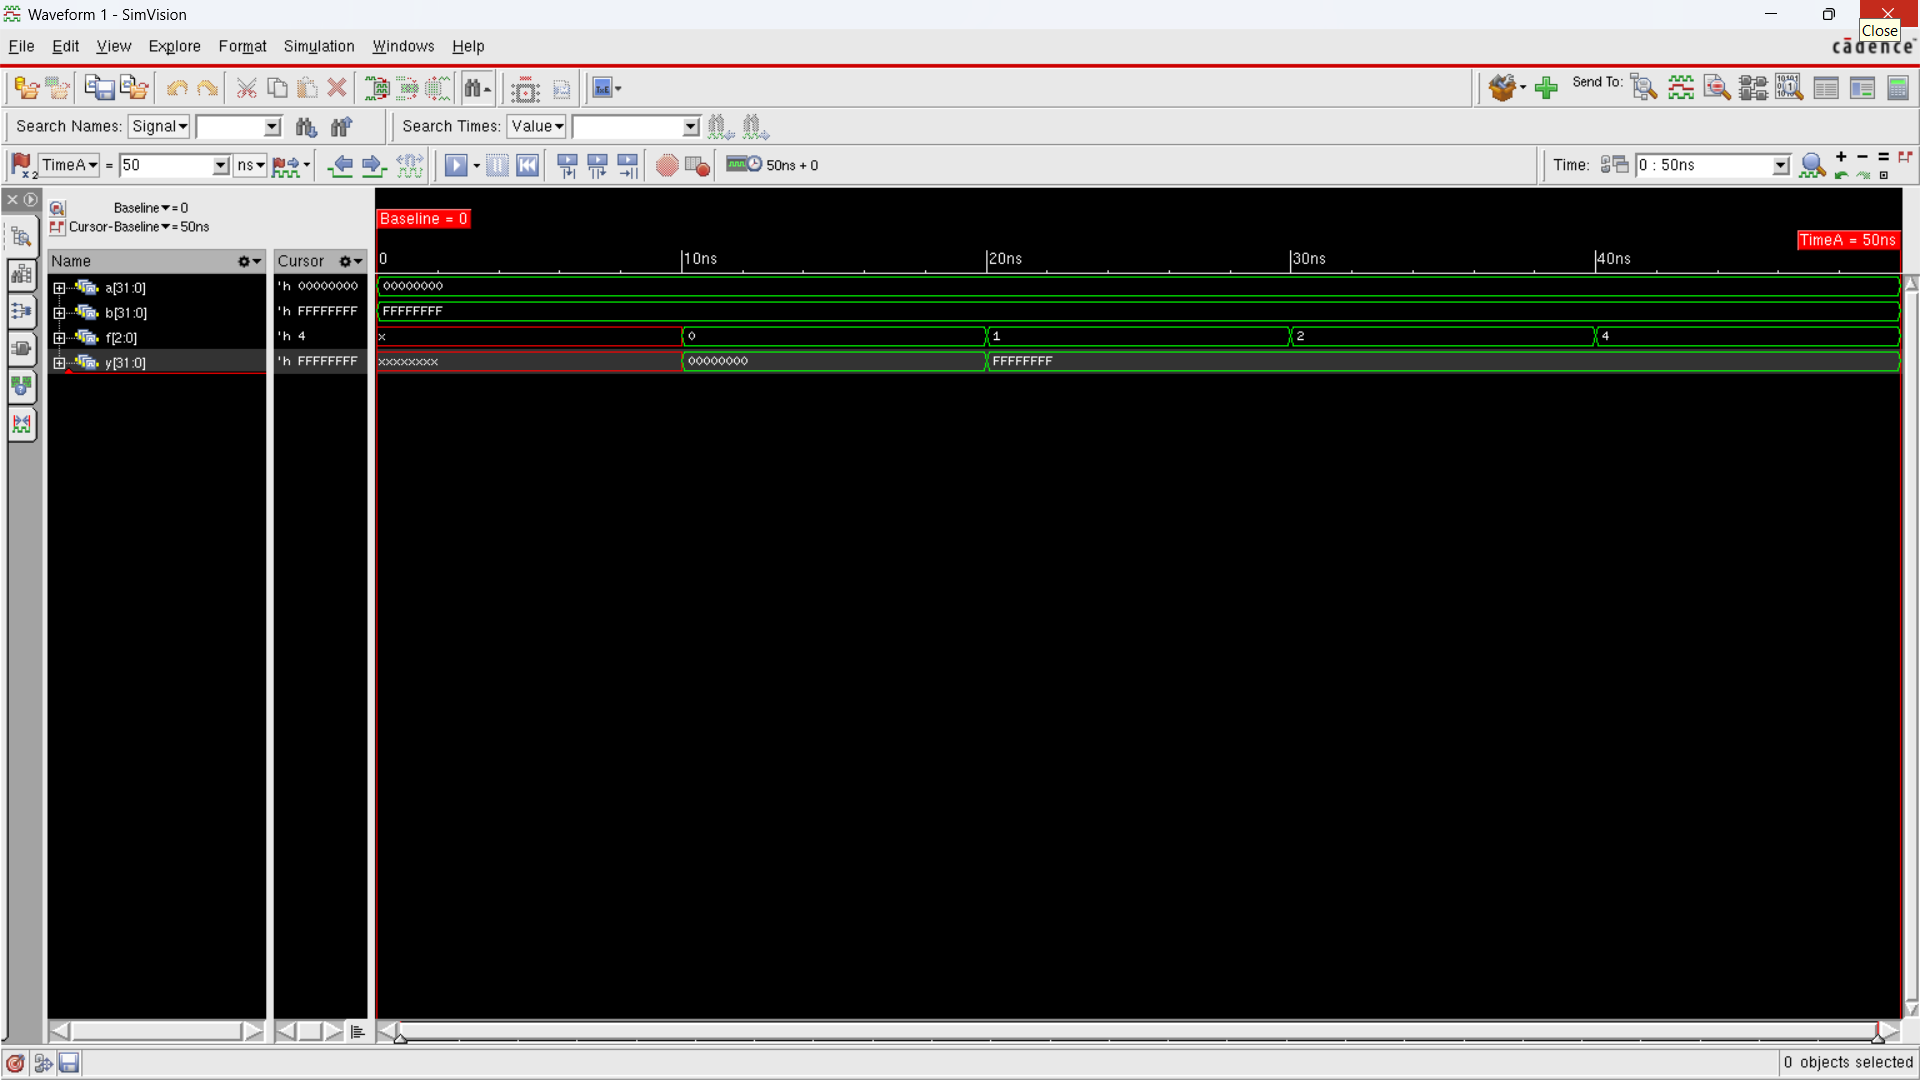 Waveform 1 - SimVision
Close
File Edit View Explore Format Simulation Windows Help
cādence
Send To:
Search Names: Signal Search Times: Value
x2 TimeA = 50 ns 50ns + 0 Time: 0 : 50ns
Baseline = 0
Cursor-Baseline = 50ns
Baseline = 0
TimeA = 50ns
Name Cursor 0 10ns 20ns 30ns 40ns
a[31:0] 'h 00000000 00000000
b[31:0] 'h FFFFFFFF FFFFFFFF
f[2:0] 'h 4 x 0 1 2 4
y[31:0] 'h FFFFFFFF xxxxxxxx 00000000 FFFFFFFF
0 objects selected